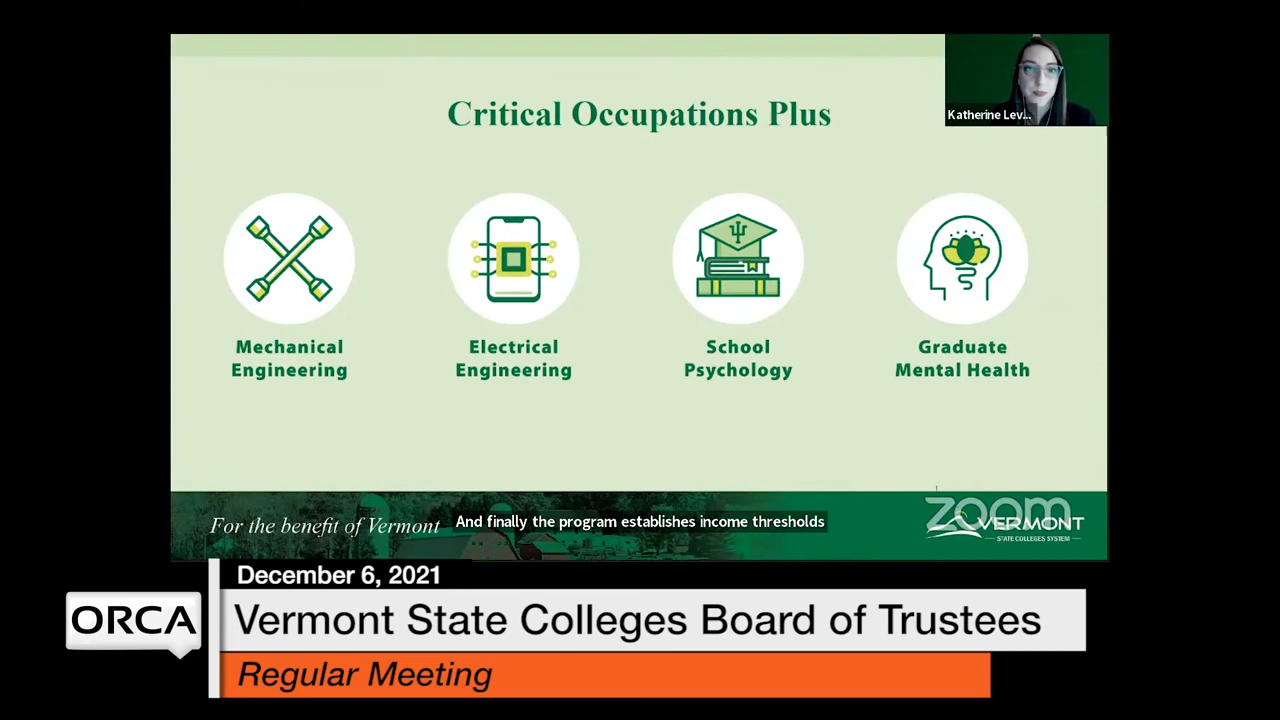 Critical Occupations Plus
Katherine Lev...
Mechanical
Engineering
Electrical
Engineering
School
Psychology
Graduate
Mental Health
For the benefit of Vermont
And finally the program establishes income thresholds
zoom
VERMONT
STATE COLLEGES SYSTEM
December 6, 2021
ORCA
Vermont State Colleges Board of Trustees
Regular Meeting